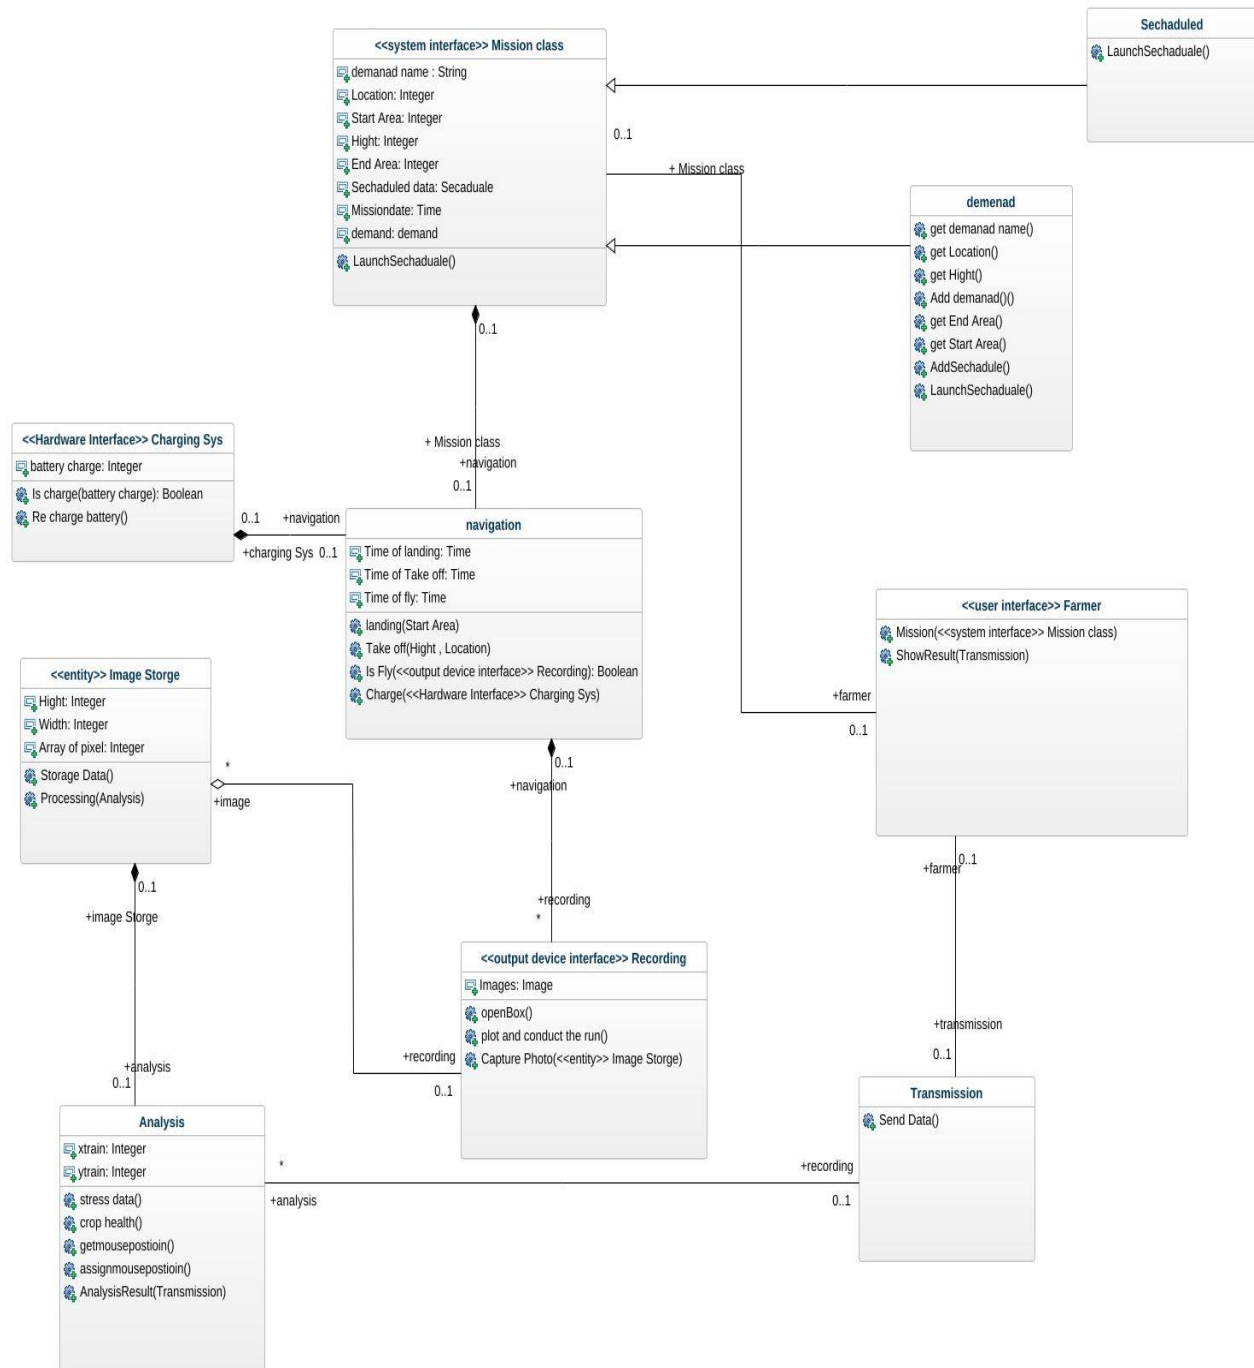 <<system interface>> Mission class
demanad name : String
Location: Integer
Start Area: Integer
Hight: Integer
End Area: Integer
Sechaduled data: Secaduale
Missiondate: Time
demand: demand
LaunchSechaduale()
Sechaduled
LaunchSechaduale()
0..1
+ Mission class
demenad
get demanad name()
get Location()
get Hight()
Add demanad()()
get End Area()
get Start Area()
AddSechadule()
LaunchSechaduale()
0..1
+ Mission class
+navigation
0..1
<<Hardware Interface>> Charging Sys
battery charge: Integer
Is charge(battery charge): Boolean
Re charge battery()
0..1
+navigation
+charging Sys
0..1
navigation
Time of landing: Time
Time of Take off: Time
Time of fly: Time
landing(Start Area)
Take off(Hight , Location)
Is Fly(<<output device interface>> Recording): Boolean
Charge(<<Hardware Interface>> Charging Sys)
<<user interface>> Farmer
Mission(<<system interface>> Mission class)
ShowResult(Transmission)
+farmer
0..1
<<entity>> Image Storge
Hight: Integer
Width: Integer
Array of pixel: Integer
Storage Data()
Processing(Analysis)
*
+image
0..1
+navigation
+recording
*
0..1
+image Storge
+analysis
0..1
0..1
+farmer
+transmission
0..1
<<output device interface>> Recording
Images: Image
openBox()
plot and conduct the run()
Capture Photo(<<entity>> Image Storge)
+recording
0..1
Analysis
xtrain: Integer
ytrain: Integer
stress data()
crop health()
getmousepostioin()
assignmousepostioin()
AnalysisResult(Transmission)
*
+analysis
+recording
0..1
Transmission
Send Data()